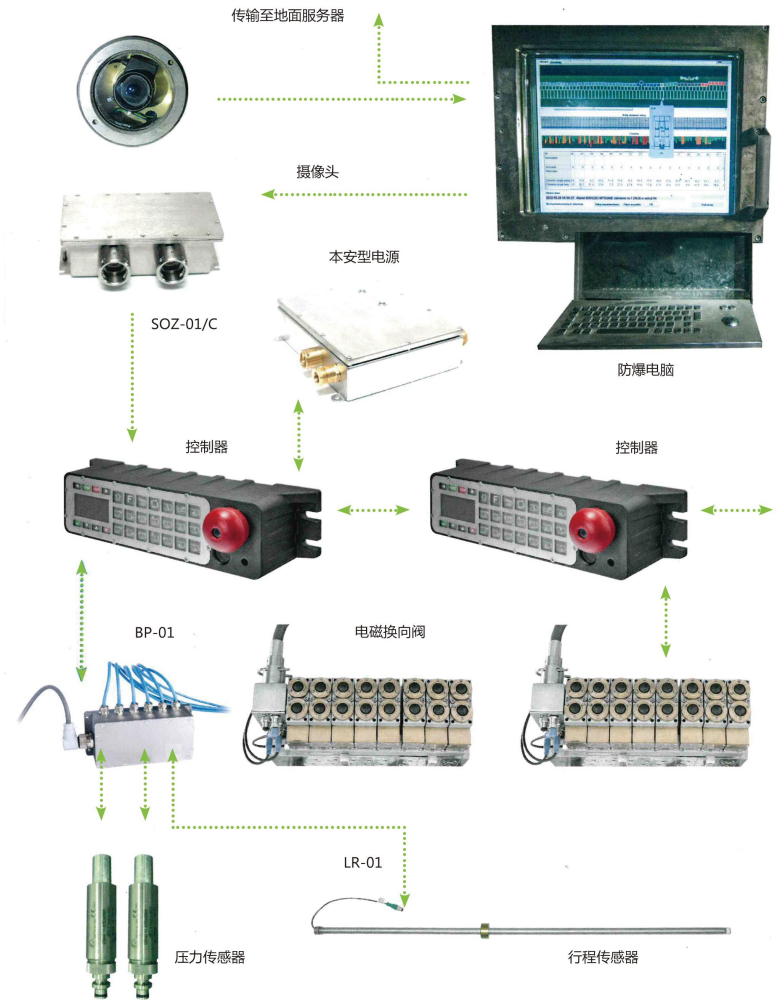 传输至地面服务器
摄像头
本安型电源
SOZ-01/C
防爆电脑
控制器
控制器
BP-01
电磁换向阀
LR-01
压力传感器
行程传感器